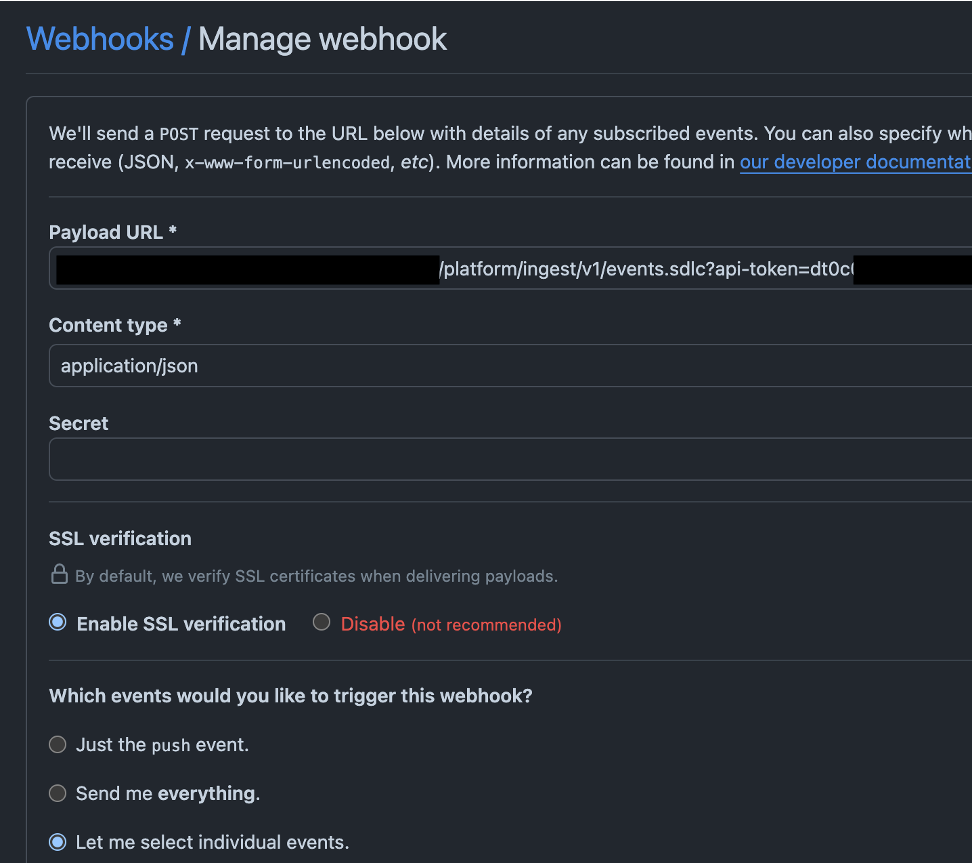 Webhooks / Manage webhook
We'll send a POST request to the URL below with details of any subscribed events. You can also specify wh
receive (JSON, x-www-form-urlencoded, etc). More information can be found in our developer documentat
Payload URL *
/platform/ingest/v1/events.sdlc?api-token=dt0c
Content type *
application/json
Secret
SSL verification
By default, we verify SSL certificates when delivering payloads.
Enable SSL verification Disable (not recommended)
Which events would you like to trigger this webhook?
Just the push event.
Send me everything.
Let me select individual events.